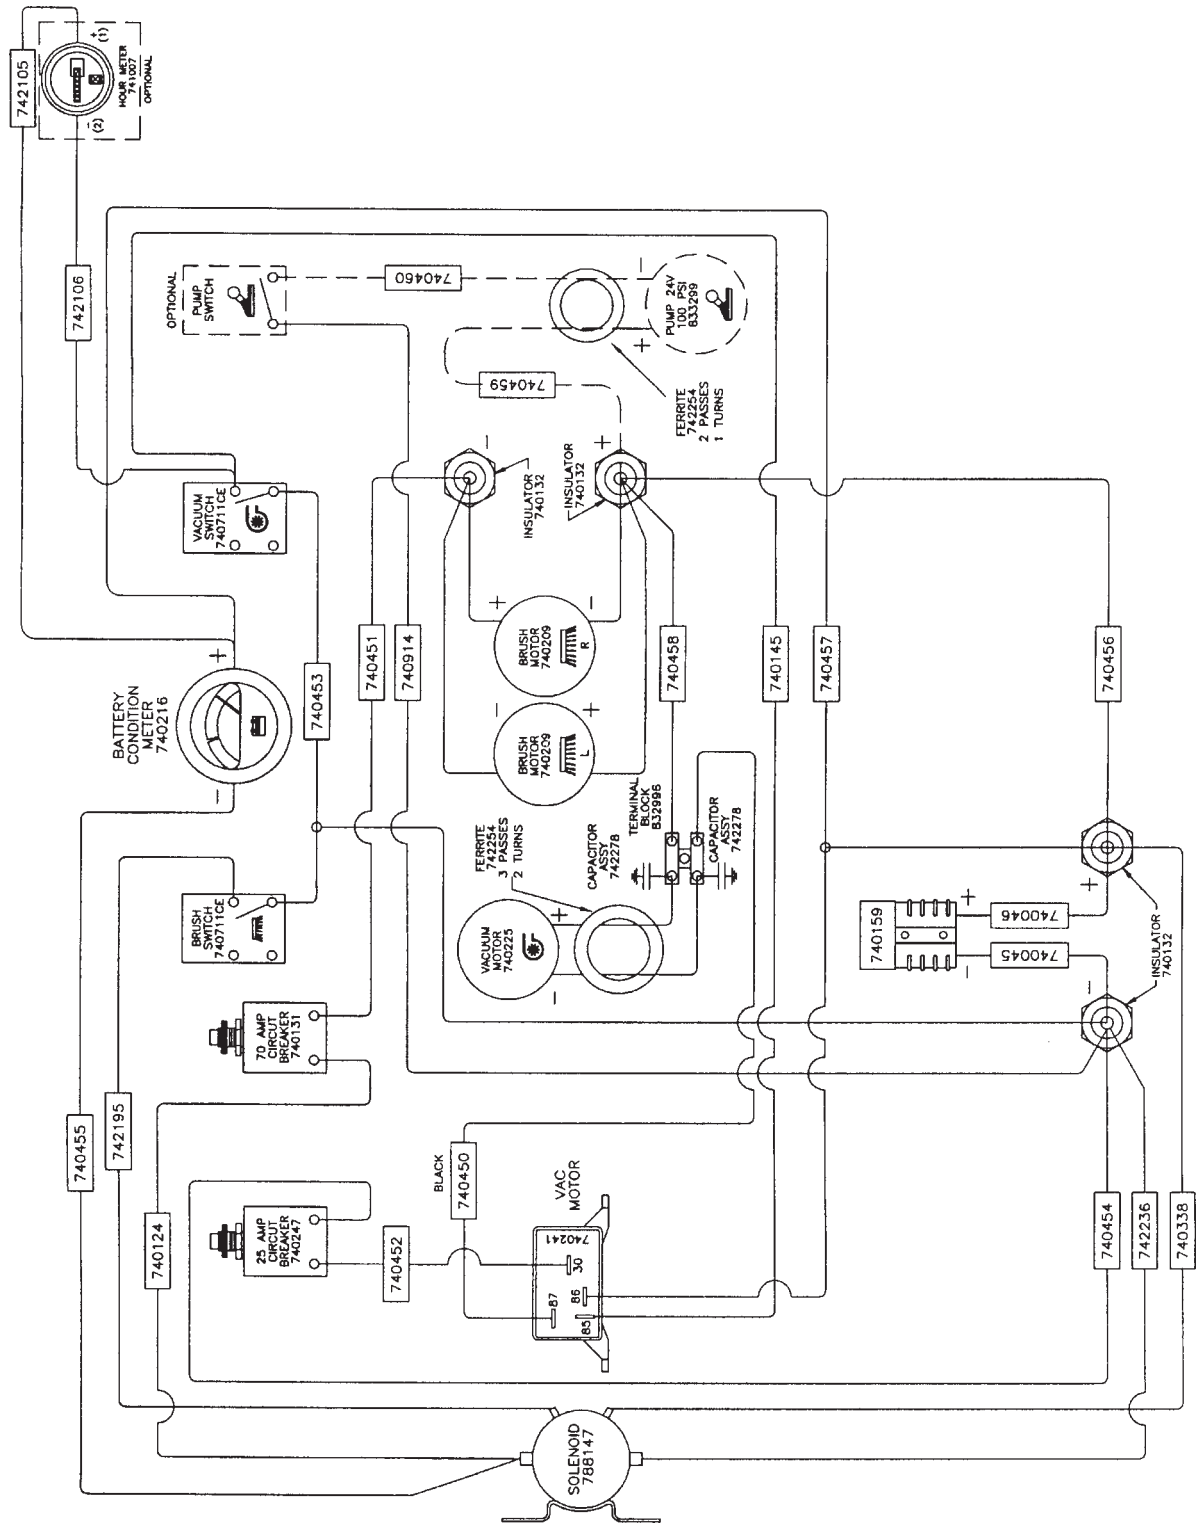 742105
+
(1)
HOUR METER
741007
OPTIONAL
-
(2)
742106
OPTIONAL
PUMP
SWITCH
740460
-
PUMP 24V
100 PSI
833299
+
740459
FERRITE
742254
2 PASSES
1 TURNS
VACUUM
SWITCH
740711CE
-
INSULATOR
740132
+
INSULATOR
740132
BATTERY
CONDITION
METER
740216
+
-
740453
740451
740914
+
BRUSH
MOTOR
740209
R
-
-
BRUSH
MOTOR
740209
L
+
740458
740145
740457
740456
BRUSH
SWITCH
740711CE
FERRITE
742254
3 PASSES
2 TURNS
CAPACITOR
ASSY
742278
TERMINAL
BLOCK
832996
CAPACITOR
ASSY
742278
VACUUM
MOTOR
740225
+
-
740159
+
-
740046
740045
+
-
INSULATOR
740132
70 AMP
CIRCUT
BREAKER
740131
740455
742195
740124
25 AMP
CIRCUT
BREAKER
740247
740452
BLACK
740450
VAC
MOTOR
740241
30
87
86
85
740454
742236
740338
SOLENOID
788147